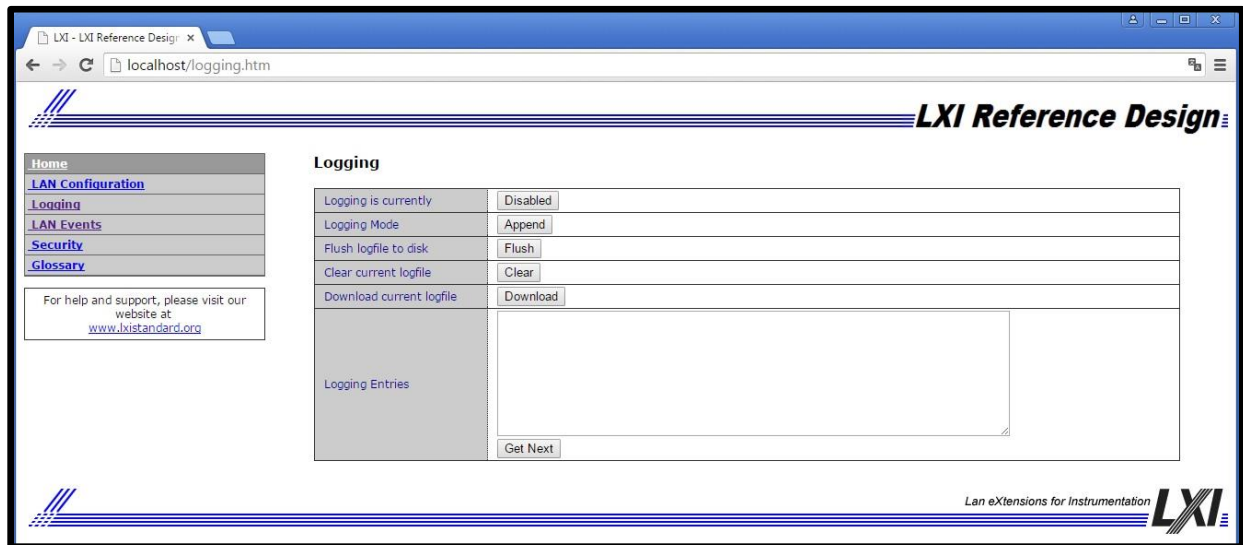 LXI - LXI Reference Desigr
localhost/logging.htm
LXI Reference Design
Home
LAN Configuration
Logging
LAN Events
Security
Glossary
For help and support, please visit our
website at
www.lxistandard.org
Logging
Logging is currently Disabled
Logging Mode Append
Flush logfile to disk Flush
Clear current logfile Clear
Download current logfile Download
Logging Entries
Get Next
Lan eXtensions for Instrumentation LXI